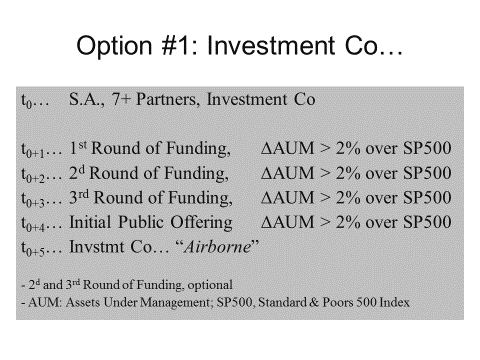 Option #1: Investment Co…
t0… S.A., 7+ Partners, Investment Co
t0+1… 1st Round of Funding, ΔAUM > 2% over SP500
t0+2… 2d Round of Funding, ΔAUM > 2% over SP500
t0+3… 3rd Round of Funding, ΔAUM > 2% over SP500
t0+4… Initial Public Offering ΔAUM > 2% over SP500
t0+5… Invstmt Co… “Airborne”
- 2d and 3rd Round of Funding, optional
- AUM: Assets Under Management; SP500, Standard & Poors 500 Index